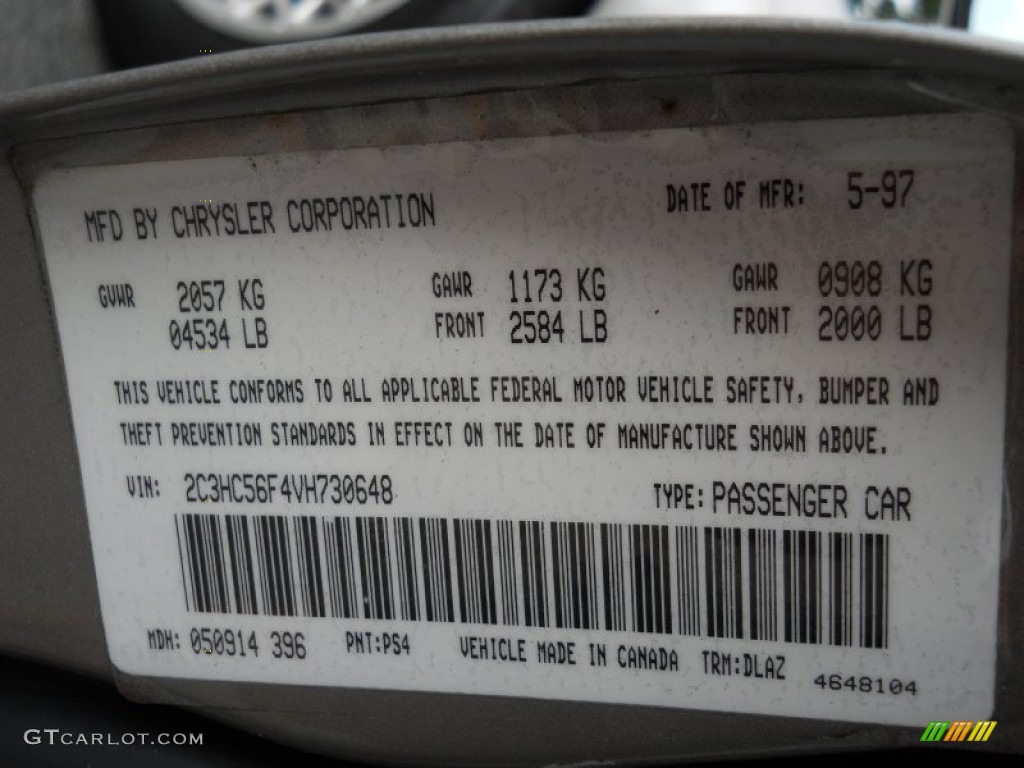 MFD BY CHRYSLER CORPORATION DATE OF MFR: 5-97
GVWR 2057 KG GAWR 1173 KG GAWR 0908 KG
04534 LB FRONT 2584 LB FRONT 2000 LB
THIS VEHICLE CONFORMS TO ALL APPLICABLE FEDERAL MOTOR VEHICLE SAFETY, BUMPER AND
THEFT PREVENTION STANDARDS IN EFFECT ON THE DATE OF MANUFACTURE SHOWN ABOVE.
VIN: 2C3HC56F4VH730648 TYPE: PASSENGER CAR
MDH: 050914 396 PNT:PS4 VEHICLE MADE IN CANADA TRM:DLAZ 4648104
GTCARLOT.COM